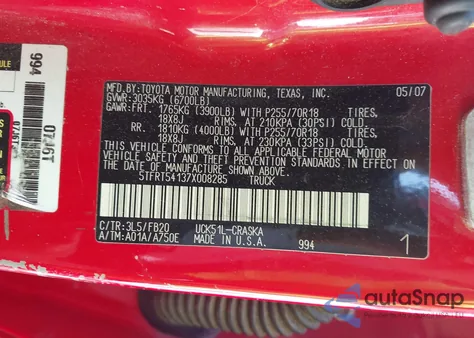 MFD.BY:TOYOTA MOTOR MANUFACTURING, TEXAS, INC. 05/07
GVWR: 3035KG (6700LB)
GAWR:FRT. 1765KG (3900LB) WITH P255/70R18 TIRES.
18X8J RIMS. AT 210KPA (30PSI) COLD.
RR. 1810KG (4000LB) WITH P255/70R18 TIRES.
18X8J RIMS. AT 230KPA (33PSI) COLD.
THIS VEHICLE CONFORMS TO ALL APPLICABLE FEDERAL MOTOR
VEHICLE SAFETY STANDARDS IN EFFECT ON
THE DATE OF MANUFACTURE SHOWN ABOVE.
5TFRT54137X008285 TRUCK
C/TR:3L5/FB20 UCK51L-CRASKA
A/TM:A01A/A750E MADE IN U.S.A. 994 1
994
autoSnap